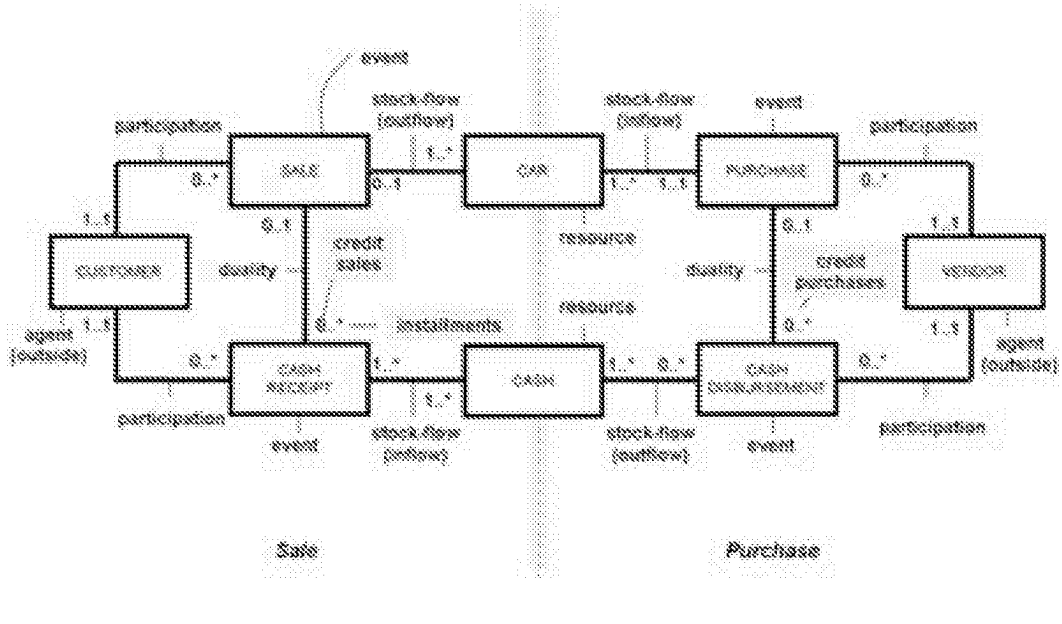 event
stock-flow
(outflow)
stock-flow
(inflow)
event
participation
participation
1..*
SALE
CAR
PURCHASE
0..*
0..1
1..*
1..1
0..*
1..1
0..1
0..1
1..1
resource
credit
sales
CUSTOMER
duality
duality
credit
purchases
VENDOR
resource
1..1
agent
(outside)
0..*
installments
0..*
1..1
agent
(outside)
0..*
CASH
RECEIPT
1..*
CASH
1..*
0..*
CASH
DISBURSEMENT
0..*
1..*
participation
event
stock-flow
(inflow)
stock-flow
(outflow)
event
participation
Sale
Purchase